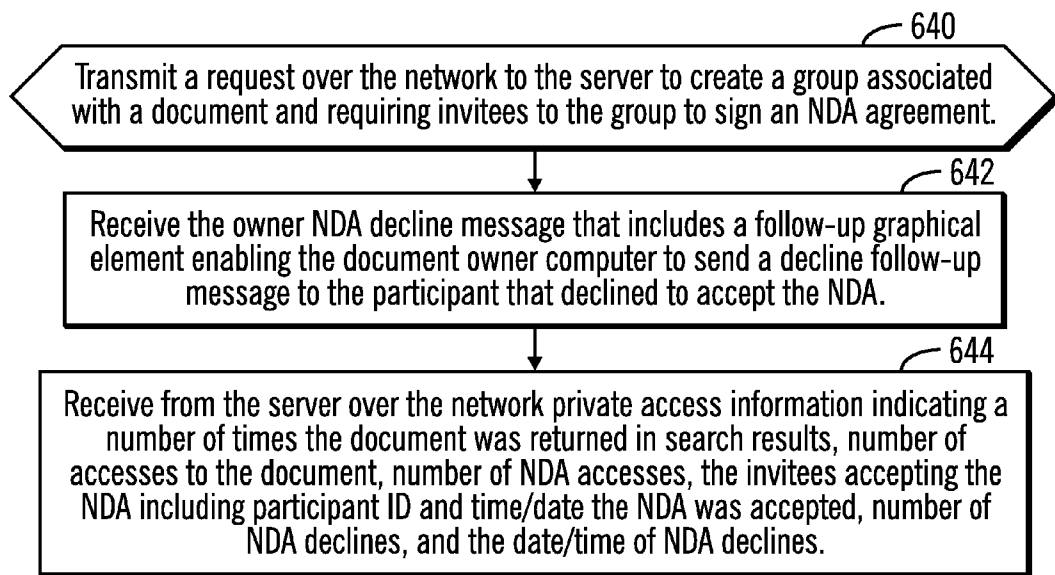 640
Transmit a request over the network to the server to create a group associated
with a document and requiring invitees to the group to sign an NDA agreement.
642
Receive the owner NDA decline message that includes a follow-up graphical
element enabling the document owner computer to send a decline follow-up
message to the participant that declined to accept the NDA.
644
Receive from the server over the network private access information indicating a
number of times the document was returned in search results, number of
accesses to the document, number of NDA accesses, the invitees accepting the
NDA including participant ID and time/date the NDA was accepted, number of
NDA declines, and the date/time of NDA declines.